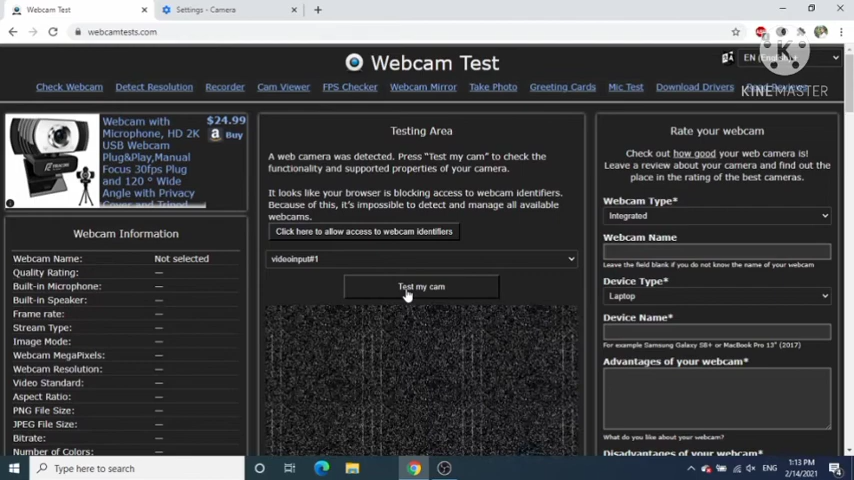 Webcam Test
Settings - Camera
webcamtests.com
Webcam Test
EN (English)
KINEMASTER
Check Webcam
Detect Resolution
Recorder
Cam Viewer
FPS Checker
Webcam Mirror
Take Photo
Greeting Cards
Mic Test
Download Drivers
Webcam with
Microphone, HD 2K
USB Webcam
Plug&Play,Manual
Focus 30fps Plug
and 120 ° Wide
Angle with Privacy
Cover and Tripod
$24.99
Buy
Testing Area
A web camera was detected. Press "Test my cam" to check the
functionality and supported properties of your camera.
It looks like your browser is blocking access to webcam identifiers.
Because of this, it's impossible to detect and manage all available
webcams.
Click here to allow access to webcam identifiers
videoinput#1
Test my cam
Rate your webcam
Check out how good your web camera is!
Leave a review about your camera and find out the
place in the rating of the best cameras.
Webcam Type*
Integrated
Webcam Name
Leave the field blank if you do not know the name of your webcam
Device Type*
Laptop
Device Name*
For example Samsung Galaxy S8+ or MacBook Pro 13" (2017)
Advantages of your webcam*
What do you like about your webcam?
Disadvantages of your
Webcam Information
Webcam Name: Not selected
Quality Rating: —
Built-in Microphone: —
Built-in Speaker: —
Frame rate: —
Stream Type: —
Image Mode: —
Webcam MegaPixels: —
Webcam Resolution: —
Video Standard: —
Aspect Ratio: —
PNG File Size: —
JPEG File Size: —
Bitrate: —
Number of Colors: —
Type here to search
ENG
1:13 PM
2/14/2021
4